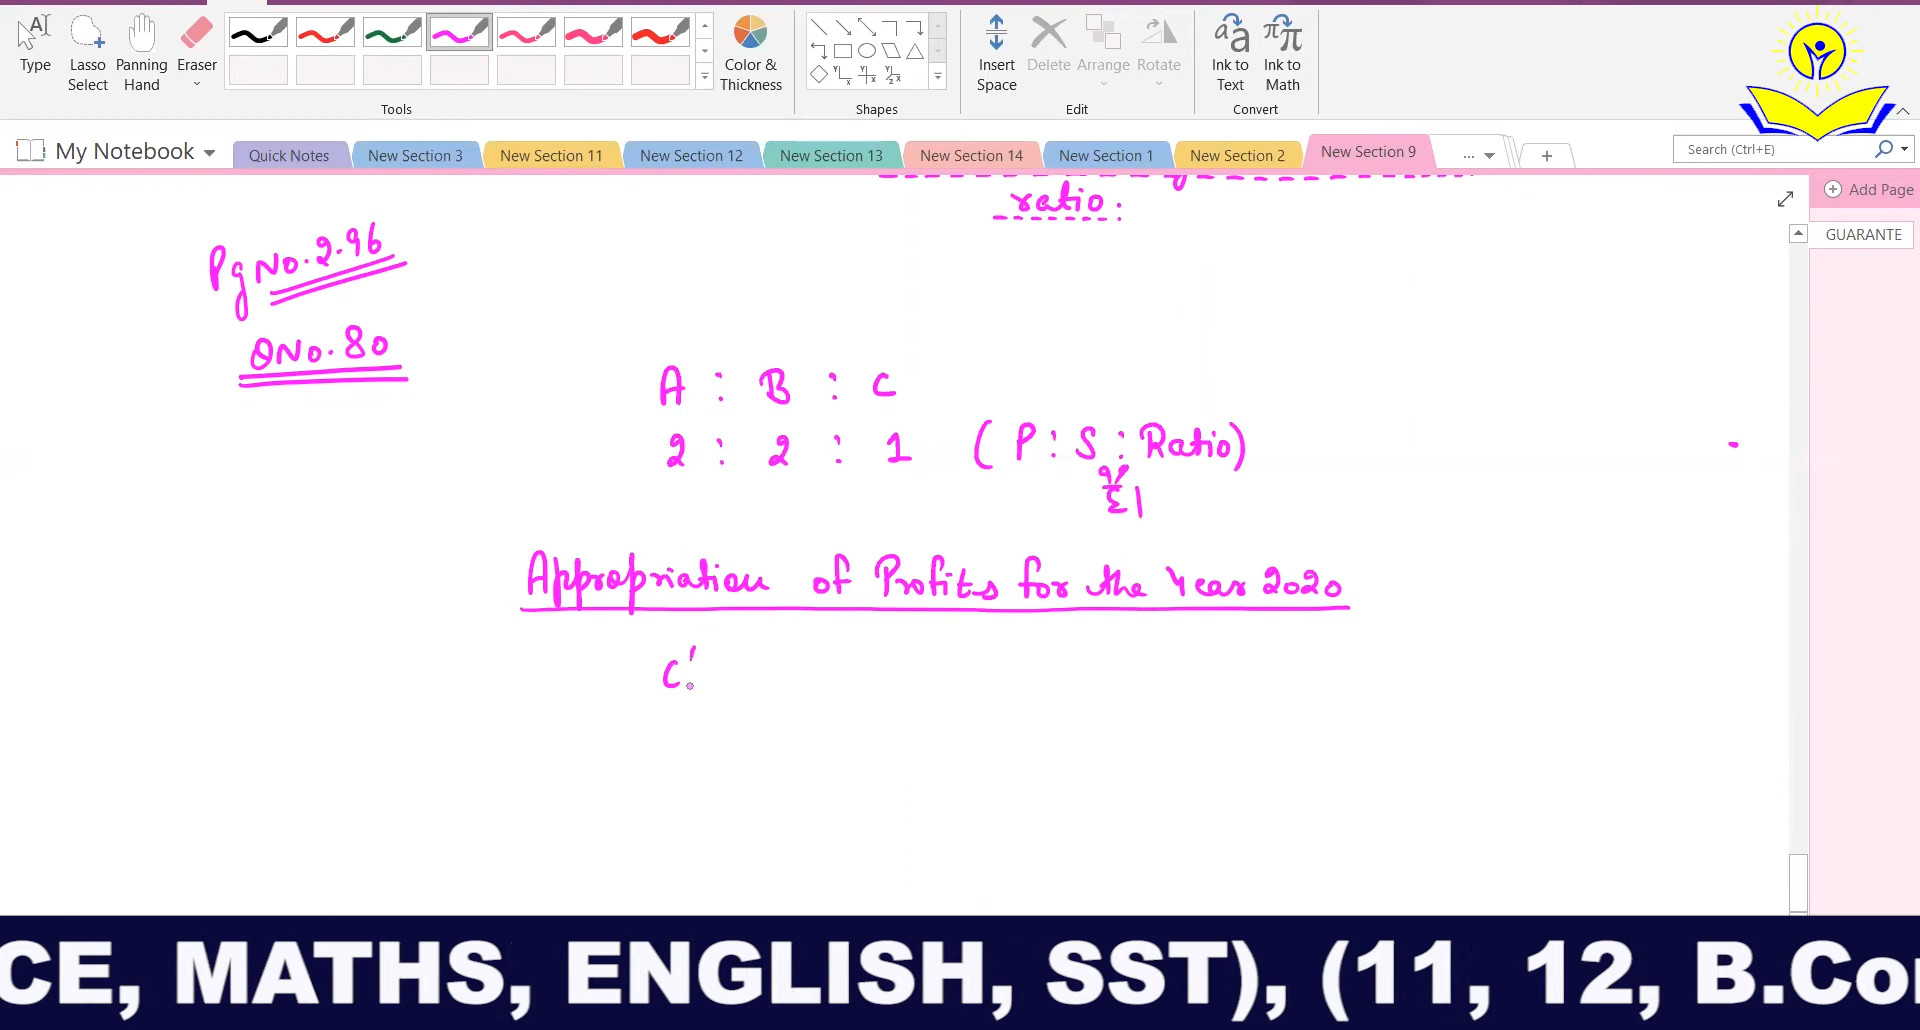 Type
Lasso Select
Panning Hand
Eraser
Color & Thickness
Insert Space
Delete
Arrange
Rotate
Ink to Text
Ink to Math
Tools
Shapes
Edit
Convert
My Notebook
Quick Notes
New Section 3
New Section 11
New Section 12
New Section 13
New Section 14
New Section 1
New Section 2
New Section 9
...
Search (Ctrl+E)
Add Page
GUARANTE
ratio.
Pg No. 2.96
QNo. 80
A : B : C
2 : 2 : 1 ( P : S : Ratio)
Appropriation of Profits for the Year 2020
C'
CE, MATHS, ENGLISH, SST), (11, 12, B.Co